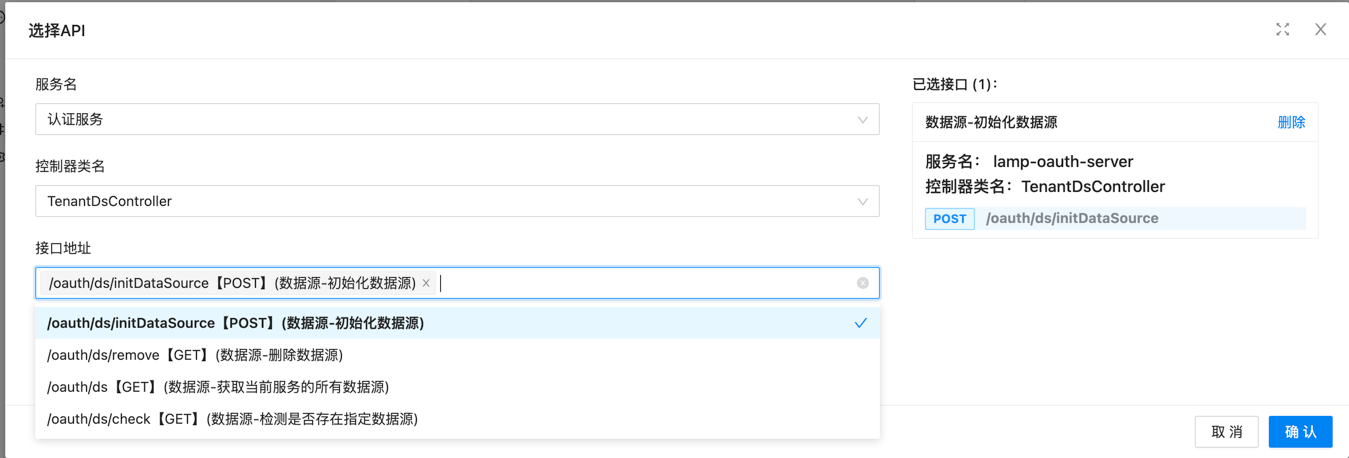 选择API
服务名
认证服务
控制器类名
TenantDsController
接口地址
/oauth/ds/initDataSource【POST】(数据源-初始化数据源)
/oauth/ds/initDataSource【POST】(数据源-初始化数据源)
/oauth/ds/remove【GET】(数据源-删除数据源)
/oauth/ds【GET】(数据源-获取当前服务的所有数据源)
/oauth/ds/check【GET】(数据源-检测是否存在指定数据源)
已选接口 (1)：
数据源-初始化数据源 删除
服务名： lamp-oauth-server
控制器类名：TenantDsController
POST /oauth/ds/initDataSource
取消 确认